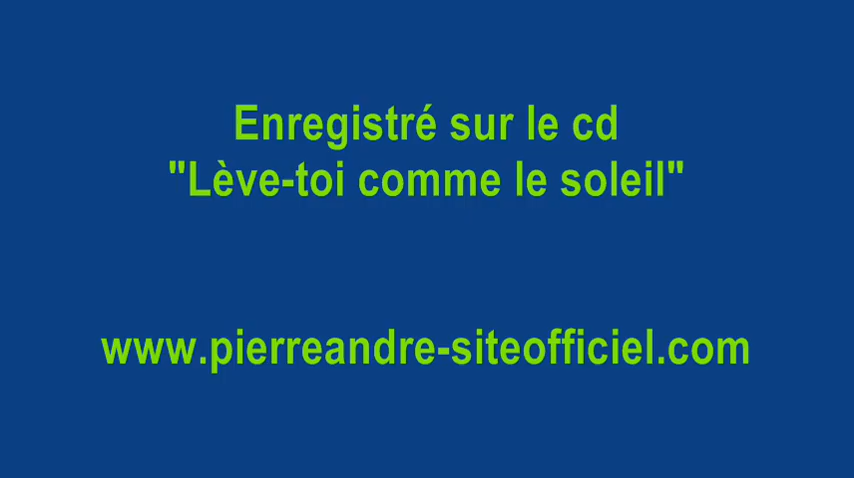 Enregistré sur le cd
"Lève-toi comme le soleil"
www.pierreandre-siteofficiel.com